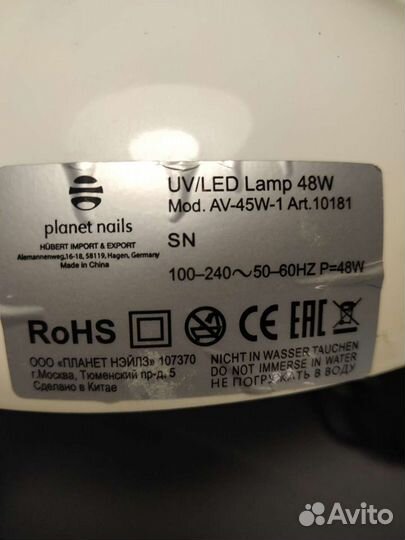 UV/LED Lamp 48W
Mod. AV-45W-1 Art.10181
planet nails
HÜBERT IMPORT & EXPORT
Alemannenweg,16-18, 58119, Hagen, Germany
Made in China
SN
100–240~50–60HZ P=48W
RoHS
CE
EAC
ООО «ПЛАНЕТ НЭЙЛЗ» 107370
г.Москва, Тюменский пр-д, 5
Сделано в Китае
NICHT IN WASSER TAUCHEN
DO NOT IMMERSE IN WATER
НЕ ПОГРУЖАТЬ В ВОДУ
Avito